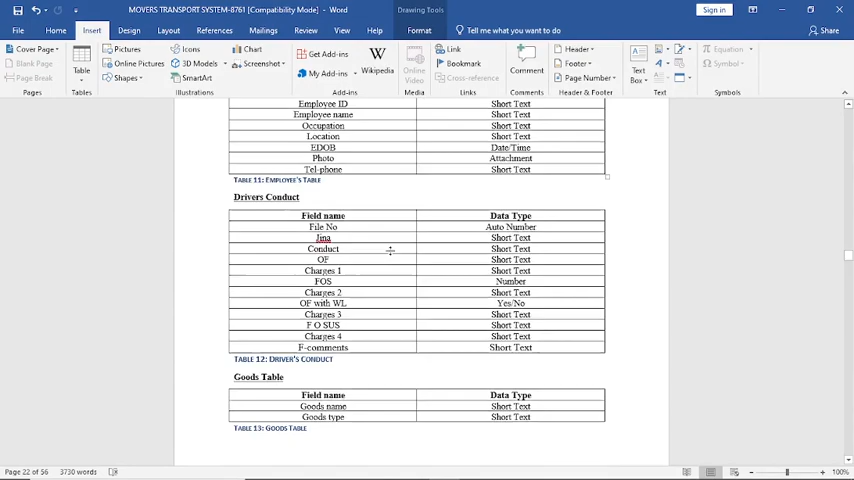 MOVERS TRANSPORT SYSTEM-8761 [Compatibility Mode] - Word
Drawing Tools
Sign in
File Home Insert Design Layout References Mailings Review View Help Format Tell me what you want to do Share
Cover Page
Blank Page
Page Break
Pages
Table
Tables
Pictures
Online Pictures
Shapes
Icons
3D Models
SmartArt
Chart
Screenshot
Illustrations
Get Add-ins
My Add-ins
Wikipedia
Add-ins
Online Video
Media
Link
Bookmark
Cross-reference
Links
Comment
Comments
Header
Footer
Page Number
Header & Footer
Text Box
Text
Equation
Symbol
Symbols
Employee ID Short Text
Employee name Short Text
Occupation Short Text
Location Short Text
EDOB Date/Time
Photo Attachment
Tel-phone Short Text
TABLE 11: EMPLOYEE'S TABLE
Drivers Conduct
Field name Data Type
File No Auto Number
Jina Short Text
Conduct Short Text
OF Short Text
Charges 1 Short Text
FOS Number
Charges 2 Short Text
OF with WL Yes/No
Charges 3 Short Text
F O SUS Short Text
Charges 4 Short Text
F-comments Short Text
TABLE 12: DRIVER'S CONDUCT
Goods Table
Field name Data Type
Goods name Short Text
Goods type Short Text
TABLE 13: GOODS TABLE
Page 22 of 56 3730 words 100%